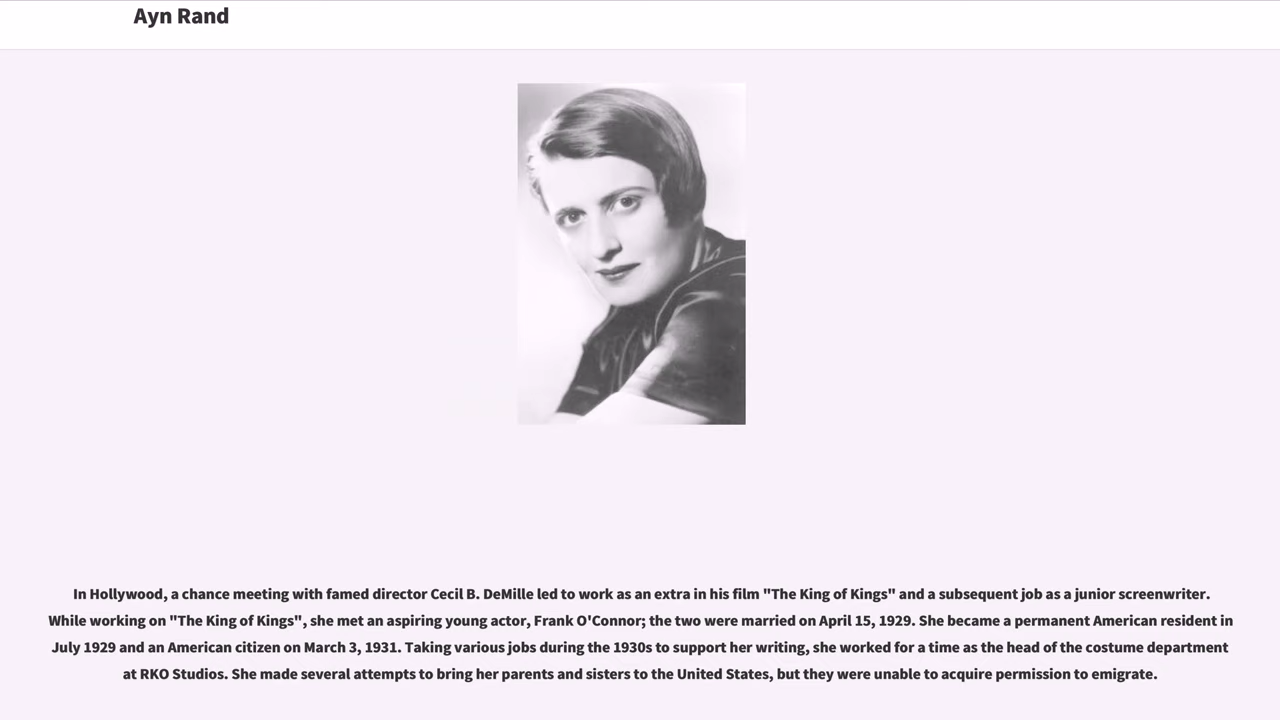 Ayn Rand
In Hollywood, a chance meeting with famed director Cecil B. DeMille led to work as an extra in his film "The King of Kings" and a subsequent job as a junior screenwriter.
While working on "The King of Kings", she met an aspiring young actor, Frank O'Connor; the two were married on April 15, 1929. She became a permanent American resident in
July 1929 and an American citizen on March 3, 1931. Taking various jobs during the 1930s to support her writing, she worked for a time as the head of the costume department
at RKO Studios. She made several attempts to bring her parents and sisters to the United States, but they were unable to acquire permission to emigrate.